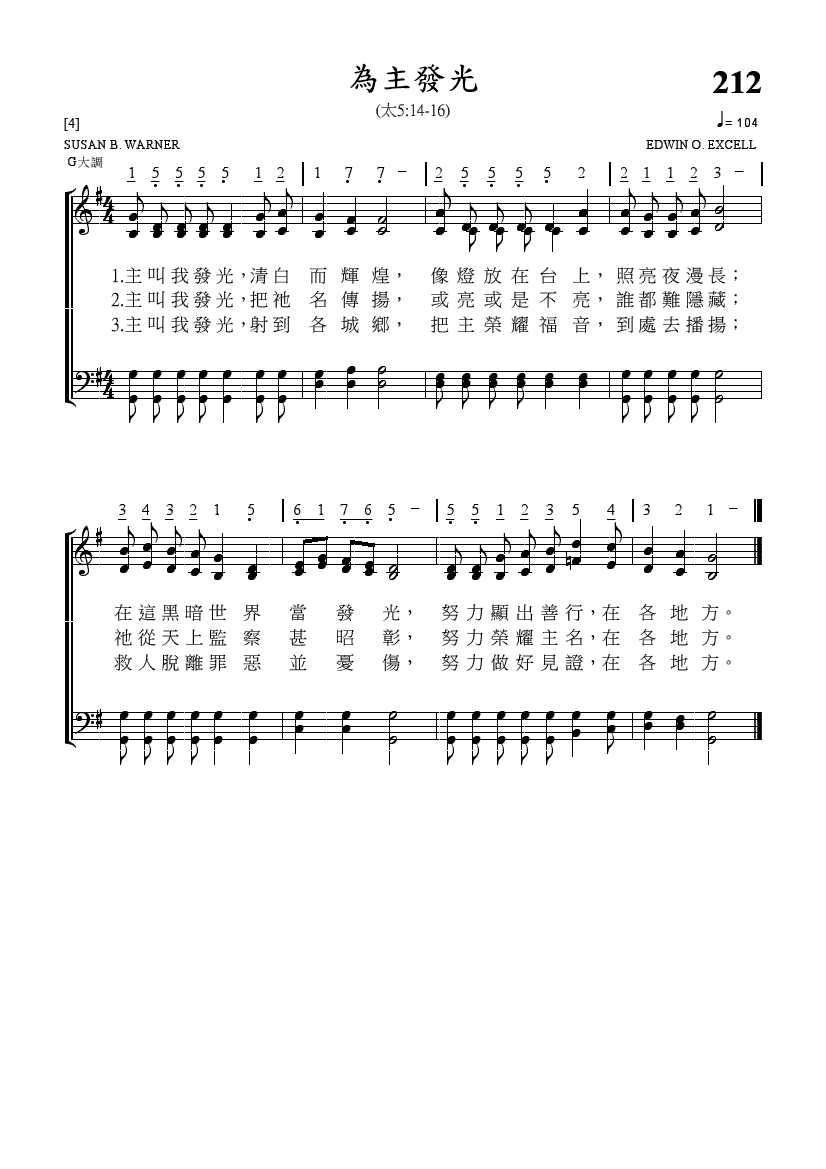 為主發光
212
(太5:14-16)
[4]
♩= 104
SUSAN B. WARNER
EDWIN O. EXCELL
G大調
1 5 5 5 5 1 2 | 1 7 7 – | 2 5 5 5 5 2 | 2 1 1 2 3 – |
4 4
1.主叫我發光,清白而輝煌,像燈放在台上,照亮夜漫長;
2.主叫我發光,把祂名傳揚,或亮或是不亮,誰都難隱藏;
3.主叫我發光,射到各城鄉,把主榮耀福音,到處去播揚;
4 4
3 4 3 2 1 5 | 6 1 7 6 5 – | 5 5 1 2 3 5 4 | 3 2 1 –
在這黑暗世界當發光,努力顯出善行,在各地方。
祂從天上監察甚昭彰,努力榮耀主名,在各地方。
救人脫離罪惡並憂傷,努力做好見證,在各地方。